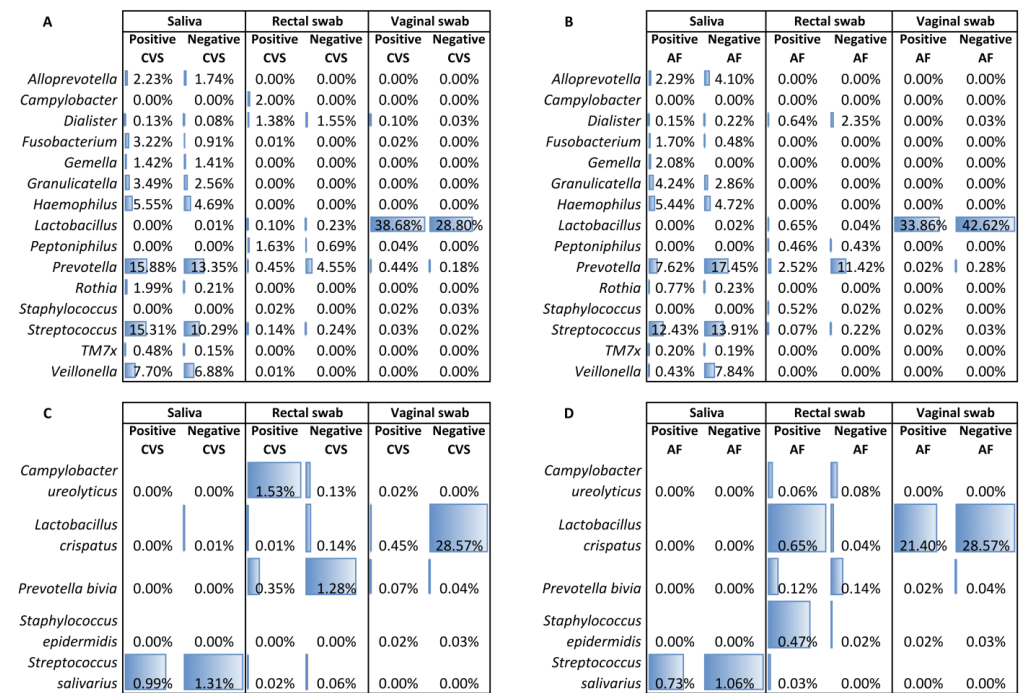 A Saliva Rectal swab Vaginal swab
Positive Negative Positive Negative Positive Negative
CVS CVS CVS CVS CVS CVS
Alloprevotella 2.23% 1.74% 0.00% 0.00% 0.00% 0.00%
Campylobacter 0.00% 0.00% 2.00% 0.00% 0.00% 0.00%
Dialister 0.13% 0.08% 1.38% 1.55% 0.10% 0.03%
Fusobacterium 3.22% 0.91% 0.01% 0.00% 0.02% 0.00%
Gemella 1.42% 1.41% 0.00% 0.00% 0.00% 0.00%
Granulicatella 3.49% 2.56% 0.00% 0.00% 0.00% 0.00%
Haemophilus 5.55% 4.69% 0.00% 0.00% 0.00% 0.00%
Lactobacillus 0.00% 0.01% 0.10% 0.23% 38.68% 28.80%
Peptoniphilus 1.63% 0.69% 0.04% 0.00%
Prevotella 15.88% 13.35% 0.45% 4.55% 0.44% 0.18%
Rothia 1.99% 0.21% 0.00% 0.00% 0.00% 0.00%
Staphylococcus 0.00% 0.00% 0.02% 0.00% 0.02% 0.03%
Streptococcus 15.31% 10.29% 0.14% 0.24% 0.03% 0.02%
TM7x 0.48% 0.15% 0.00% 0.00% 0.00% 0.00%
Veillonella 7.70% 6.88% 0.01% 0.00% 0.00% 0.00%
B Saliva Rectal swab Vaginal swab
Positive Negative Positive Negative Positive Negative
AF AF AF AF AF AF
Alloprevotella 2.29% 4.10% 0.00% 0.00% 0.00% 0.00%
Campylobacter 0.00% 0.00% 0.00% 0.00% 0.00% 0.00%
Dialister 0.15% 0.22% 0.64% 2.35% 0.00% 0.03%
Fusobacterium 1.70% 0.48% 0.00% 0.00% 0.00% 0.00%
Gemella 2.08% 0.00% 0.00% 0.00% 0.00% 0.00%
Granulicatella 4.24% 2.86% 0.00% 0.00% 0.00% 0.00%
Haemophilus 5.44% 4.72% 0.00% 0.00% 0.00% 0.00%
Lactobacillus 0.00% 0.02% 0.65% 0.04% 33.86% 42.62%
Peptoniphilus 0.00% 0.00% 0.46% 0.43% 0.00% 0.00%
Prevotella 7.62% 17.45% 2.52% 11.42% 0.02% 0.28%
Rothia 0.77% 0.23% 0.00% 0.00% 0.00% 0.00%
Staphylococcus 0.00% 0.00% 0.52% 0.02% 0.02% 0.00%
Streptococcus 12.43% 13.91% 0.07% 0.22% 0.02% 0.03%
TM7x 0.20% 0.19% 0.00% 0.00% 0.00% 0.00%
Veillonella 0.43% 7.84% 0.00% 0.00% 0.00% 0.00%
C Saliva Rectal swab Vaginal swab
Positive Negative Positive Negative Positive Negative
CVS CVS CVS CVS CVS CVS
Campylobacter
ureolyticus 0.00% 0.00% 1.53% 0.13% 0.02% 0.00%
Lactobacillus
crispatus 0.00% 0.01% 0.01% 0.14% 0.45% 28.57%
Prevotella bivia 0.00% 0.00% 0.35% 1.28% 0.07% 0.04%
Staphylococcus
epidermidis 0.00% 0.00% 0.00% 0.00% 0.02% 0.03%
Streptococcus
salivarius 0.99% 1.31% 0.02% 0.06% 0.00% 0.00%
D Saliva Rectal swab Vaginal swab
Positive Negative Positive Negative Positive Negative
AF AF AF AF AF AF
Campylobacter
ureolyticus 0.00% 0.00% 0.06% 0.08% 0.00% 0.00%
Lactobacillus
crispatus 0.00% 0.00% 0.65% 0.04% 21.40% 28.57%
Prevotella bivia 0.00% 0.00% 0.12% 0.14% 0.02% 0.04%
Staphylococcus
epidermidis 0.00% 0.00% 0.47% 0.02% 0.02% 0.03%
Streptococcus
salivarius 0.73% 1.06% 0.03% 0.00% 0.00% 0.00%